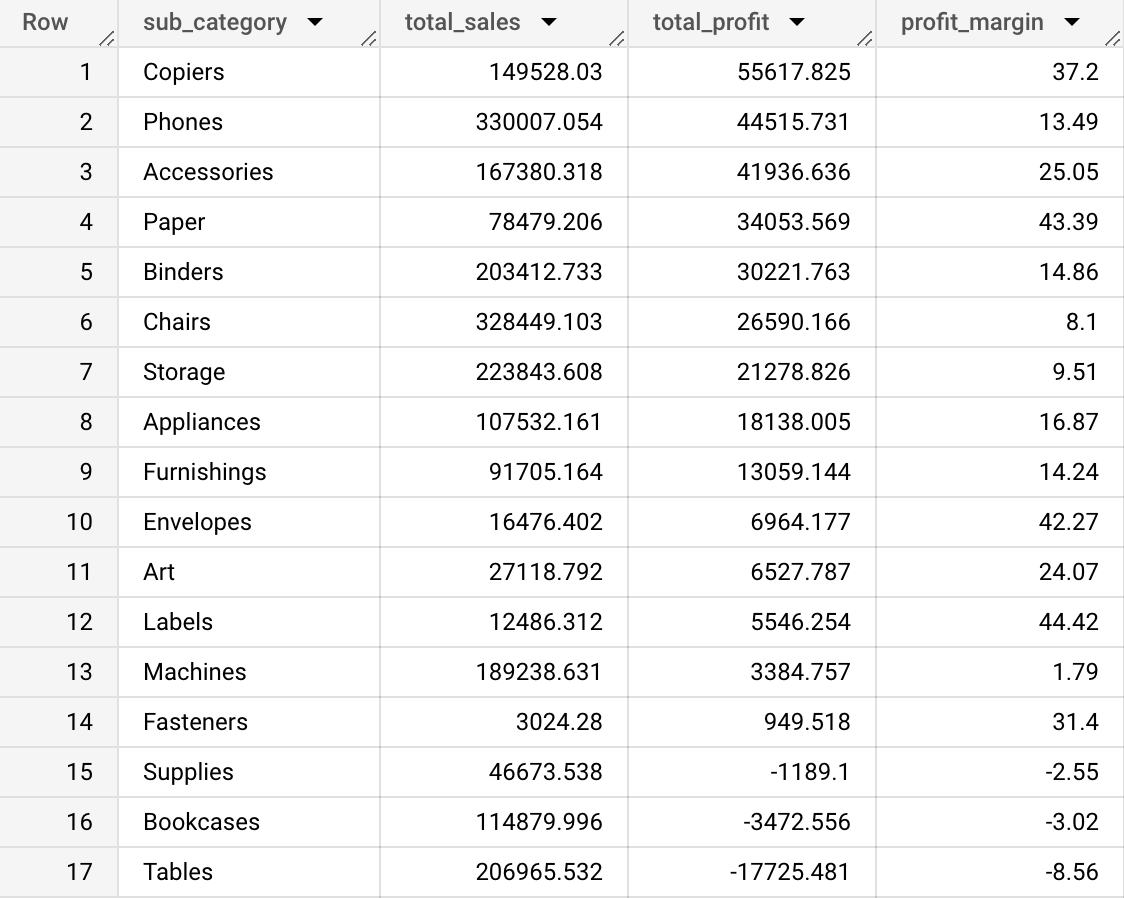 Row sub_category total_sales total_profit profit_margin
1 Copiers 149528.03 55617.825 37.2
2 Phones 330007.054 44515.731 13.49
3 Accessories 167380.318 41936.636 25.05
4 Paper 78479.206 34053.569 43.39
5 Binders 203412.733 30221.763 14.86
6 Chairs 328449.103 26590.166 8.1
7 Storage 223843.608 21278.826 9.51
8 Appliances 107532.161 18138.005 16.87
9 Furnishings 91705.164 13059.144 14.24
10 Envelopes 16476.402 6964.177 42.27
11 Art 27118.792 6527.787 24.07
12 Labels 12486.312 5546.254 44.42
13 Machines 189238.631 3384.757 1.79
14 Fasteners 3024.28 949.518 31.4
15 Supplies 46673.538 -1189.1 -2.55
16 Bookcases 114879.996 -3472.556 -3.02
17 Tables 206965.532 -17725.481 -8.56